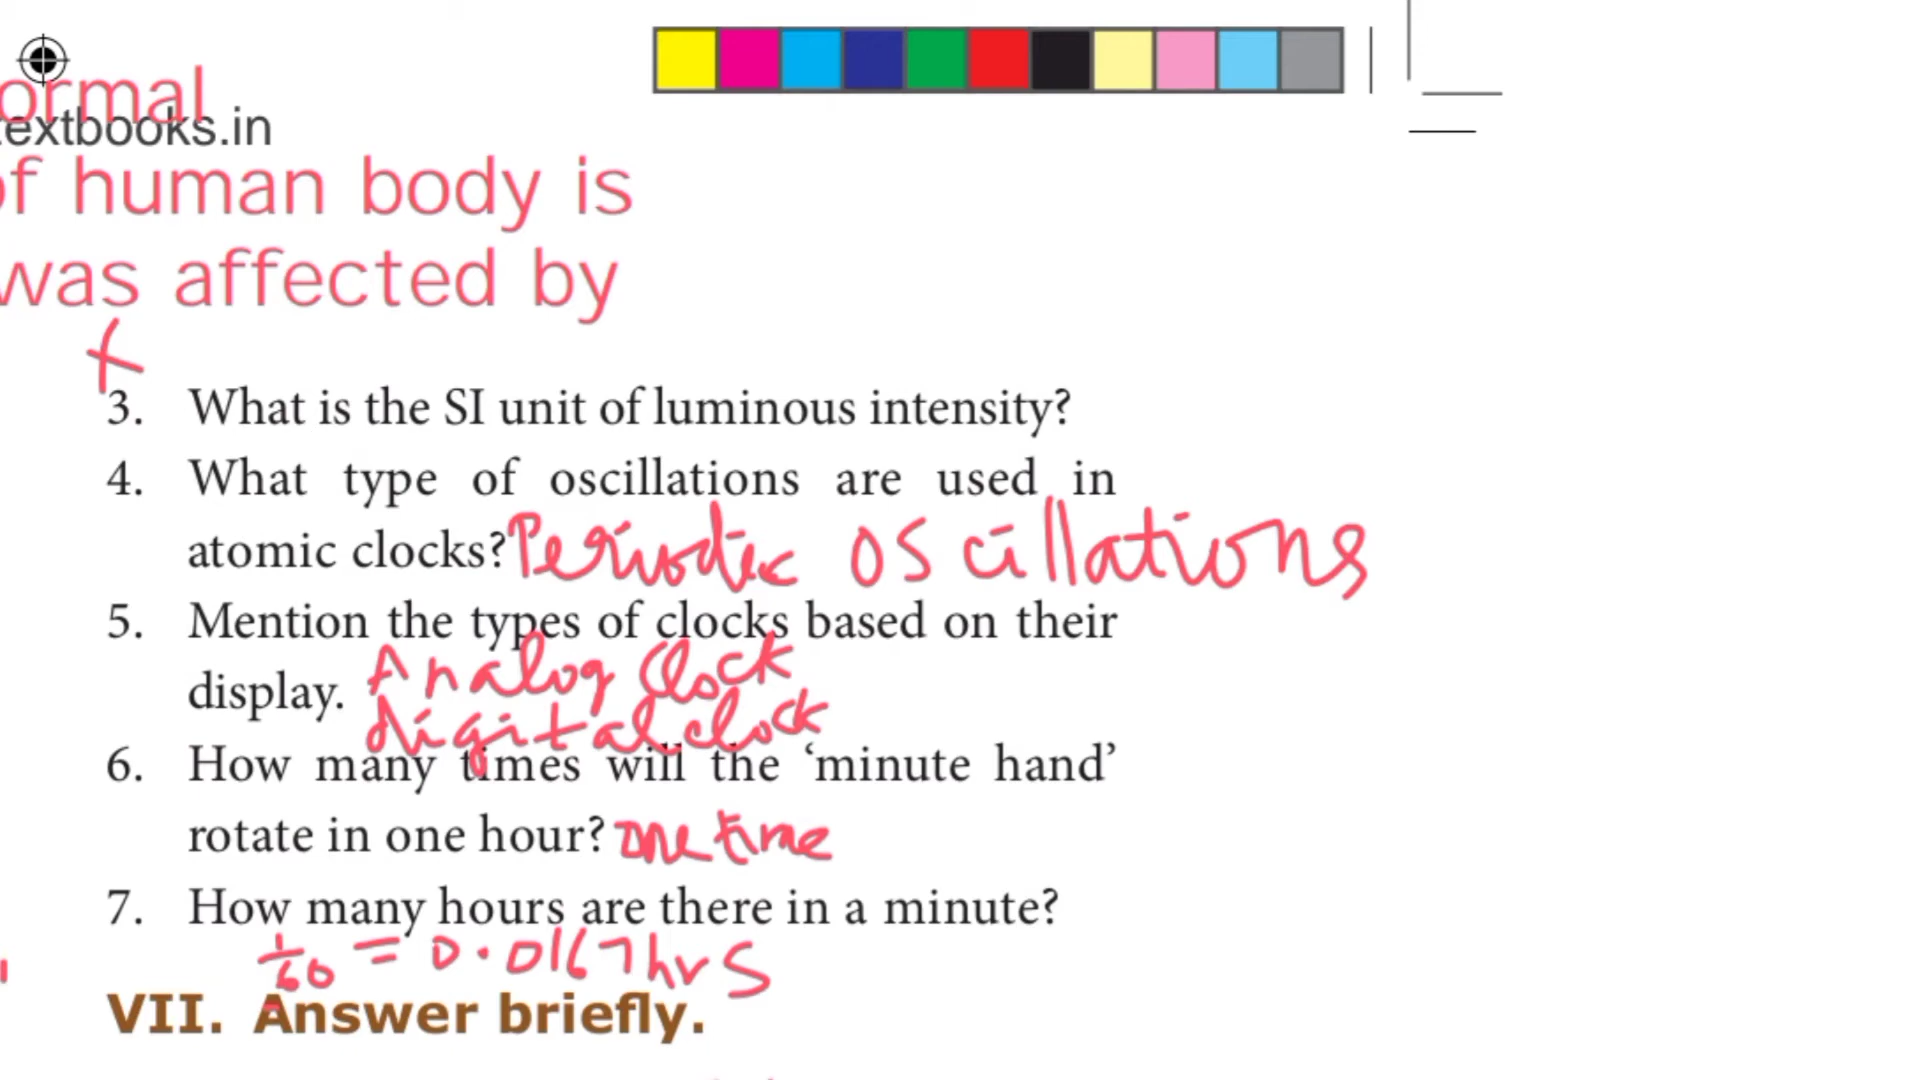 ormal
textbooks.in
of human body is
was affected by
3. What is the SI unit of luminous intensity?
4. What type of oscillations are used in
atomic clocks? Periodic oscillations
5. Mention the types of clocks based on their
display. Analog clock
digital clock
6. How many times will the ‘minute hand’
rotate in one hour? one time
7. How many hours are there in a minute?
1/60 = 0.0167 hrs
VII. Answer briefly.